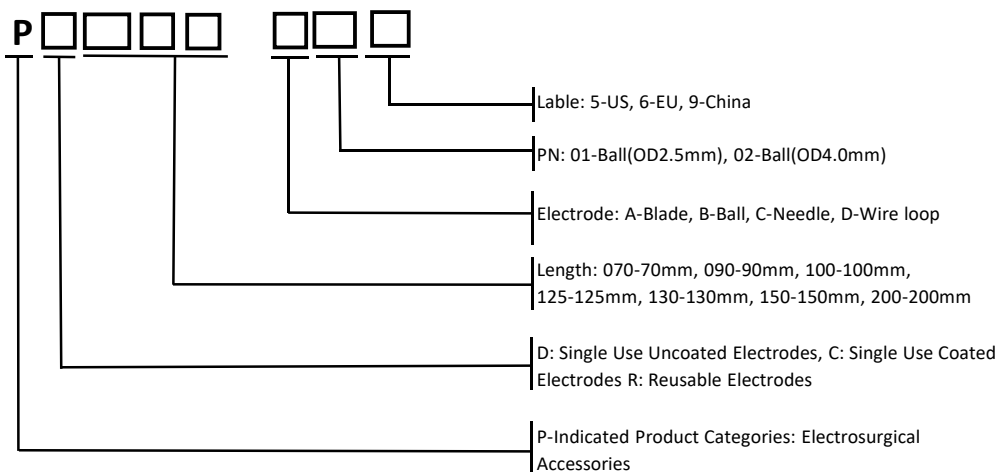 P
Lable: 5-US, 6-EU, 9-China
PN: 01-Ball(OD2.5mm), 02-Ball(OD4.0mm)
Electrode: A-Blade, B-Ball, C-Needle, D-Wire loop
Length: 070-70mm, 090-90mm, 100-100mm,
125-125mm, 130-130mm, 150-150mm, 200-200mm
D: Single Use Uncoated Electrodes, C: Single Use Coated
Electrodes R: Reusable Electrodes
P-Indicated Product Categories: Electrosurgical
Accessories